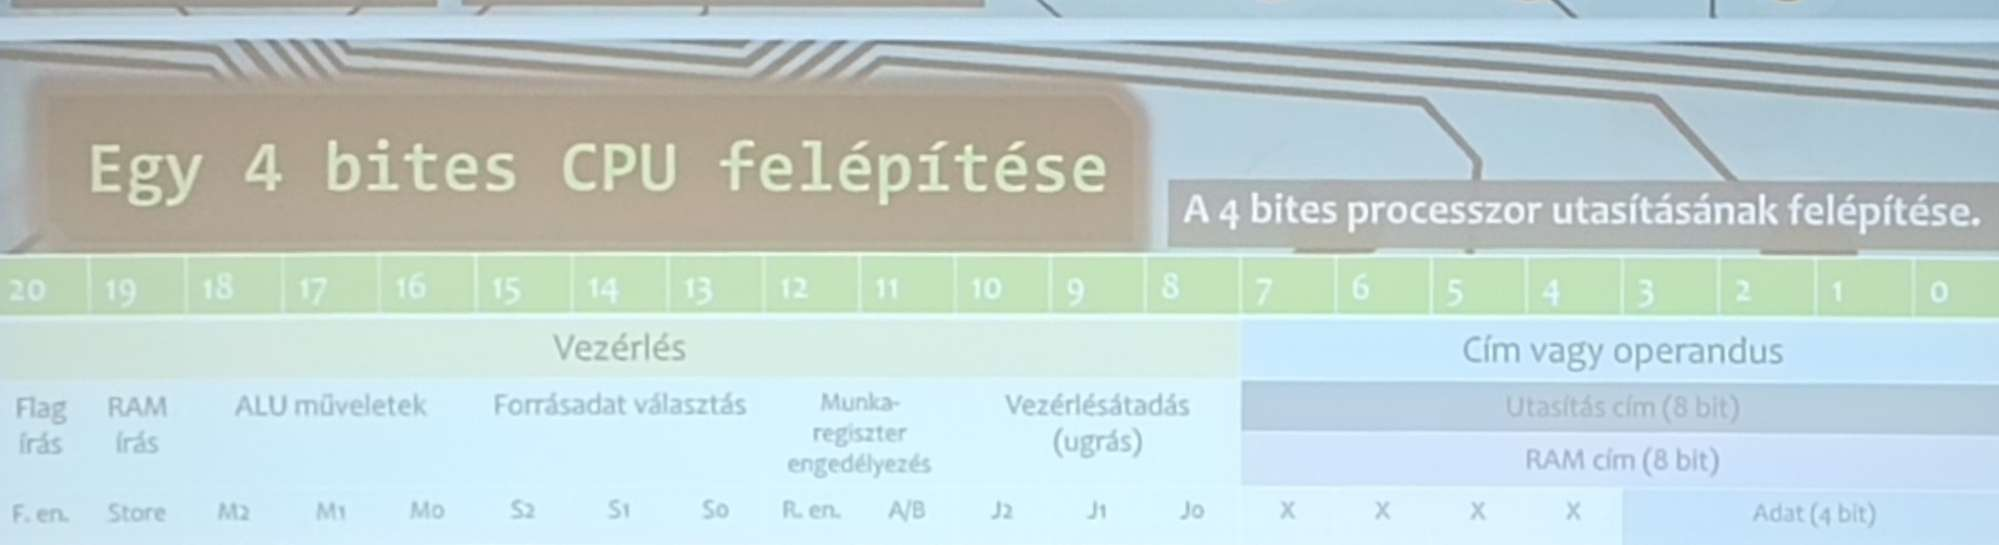 Egy 4 bites CPU felépítése
A 4 bites processzor utasításának felépítése.
20 19 18 17 16 15 14 13 12 11 10 9 8 7 6 5 4 3 2 1 0
Vezérlés Cím vagy operandus
Flag írás RAM írás ALU műveletek Forrásadat választás Munka-regiszter engedélyezés Vezérlésátadás (ugrás) Utasítás cím (8 bit)
RAM cím (8 bit)
F. en. Store M2 M1 M0 S2 S1 S0 R. en. A/B J2 J1 J0 X X X X Adat (4 bit)